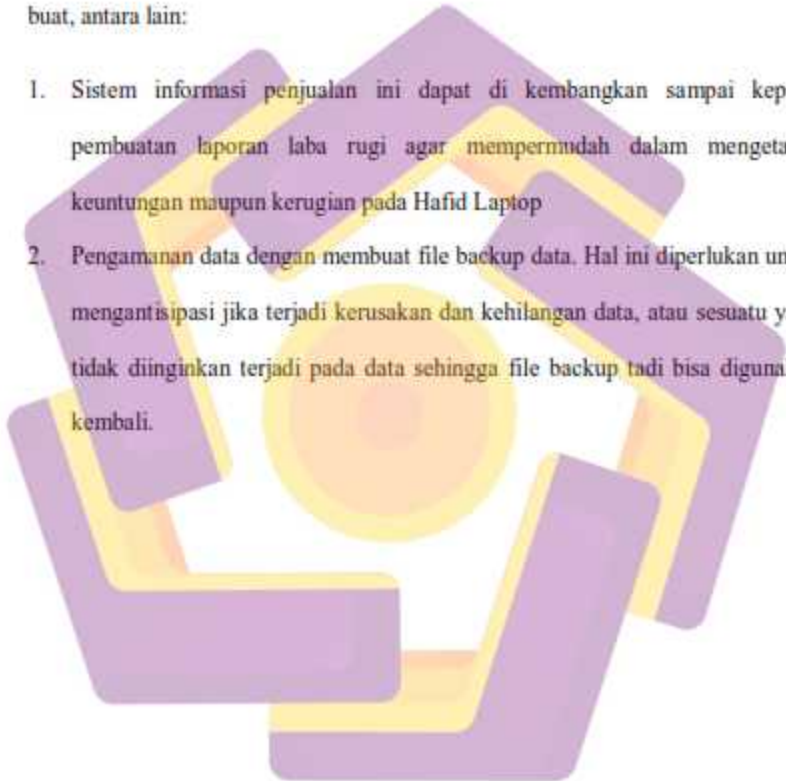 buat, antara lain:
1. Sistem informasi penjualan ini dapat di kembangkan sampai kep
pembuatan laporan laba rugi agar mempermudah dalam mengeta
keuntungan maupun kerugian pada Hafid Laptop
2. Pengamanan data dengan membuat file backup data. Hal ini diperlukan un
mengantisipasi jika terjadi kerusakan dan kehilangan data, atau sesuatu y
tidak diinginkan terjadi pada data sehingga file backup tadi bisa diguna
kembali.